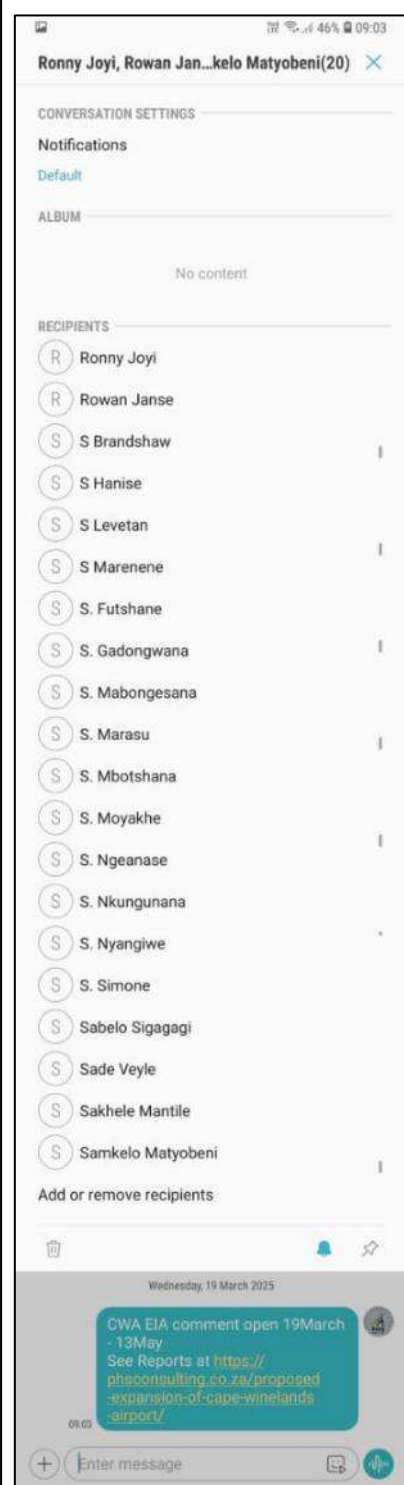 46% 09:03
Ronny Joyi, Rowan Jan...kelo Matyobeni(20)
CONVERSATION SETTINGS
Notifications
Default
ALBUM
No content
RECIPIENTS
R Ronny Joyi
R Rowan Janse
S S Brandshaw
S S Hanise
S S Levetan
S S Marenene
S S. Futshane
S S. Gadongwana
S S. Mabongesana
S S. Marasu
S S. Mbotshana
S S. Moyakhe
S S. Ngeanase
S S. Nkungunana
S S. Nyangiwe
S S. Simone
S Sabelo Sigagagi
S Sade Veyle
S Sakhele Mantile
S Samkelo Matyobeni
Add or remove recipients
Wednesday, 19 March 2025
CWA EIA comment open 19March
- 13May
See Reports at https://
phsconsulting.co.za/proposed
-expansion-of-cape-winelands
-airport/
09:03
Enter message